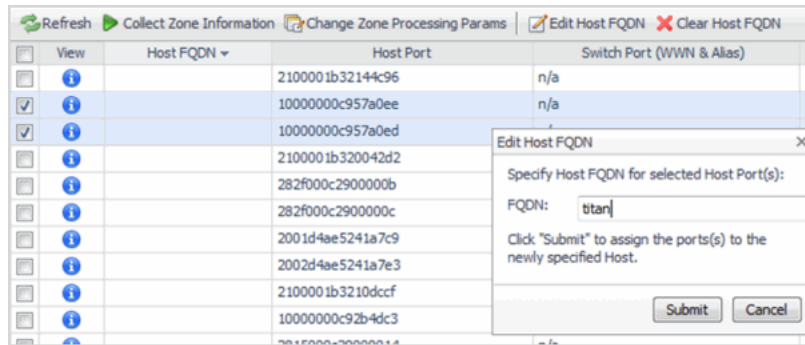 Refresh Collect Zone Information Change Zone Processing Params Edit Host FQDN Clear Host FQDN
View Host FQDN Host Port Switch Port (WWN & Alias)
2100001b32144c96 n/a
10000000c957a0ee n/a
10000000c957a0ed
2100001b320042d2
282f000c2900000b
282f000c2900000c
2001d4ae5241a7c9
2002d4ae5241a7e3
2100001b3210dccf
10000000c92b4dc3
Edit Host FQDN
Specify Host FQDN for selected Host Port(s):
FQDN: titan
Click "Submit" to assign the ports(s) to the
newly specified Host.
Submit Cancel